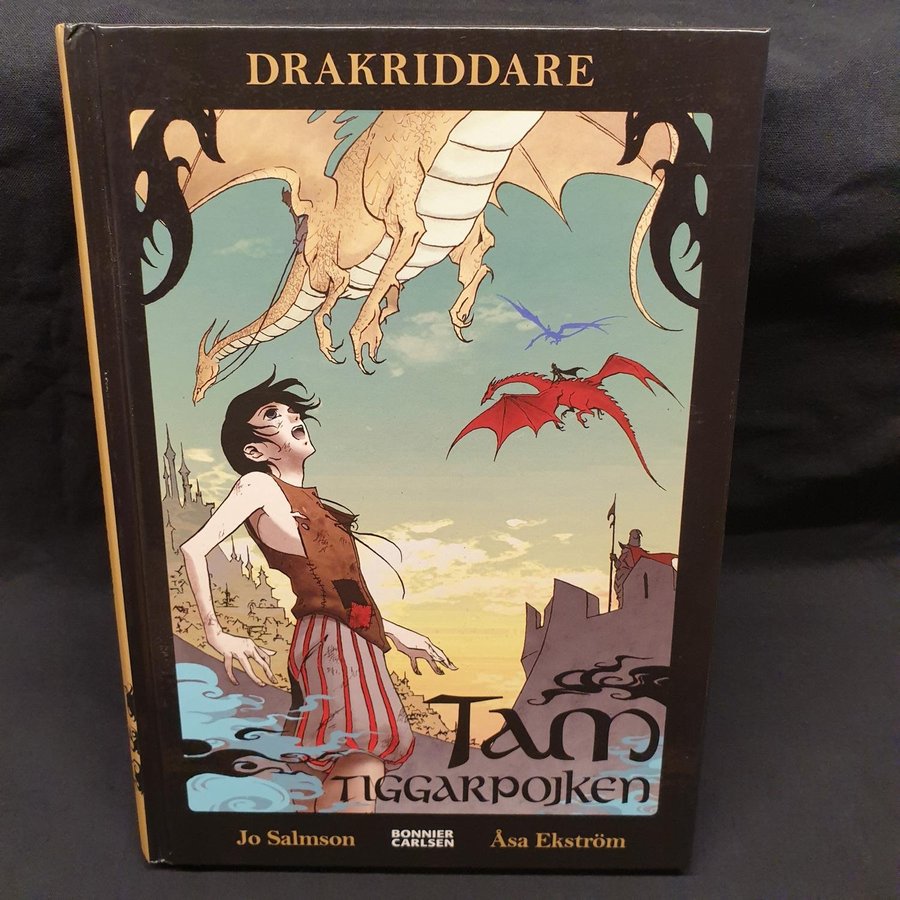 DRAKRIDDARE
TAM
TIGGARPOJKEN
Jo Salmson
BONNIER
CARLSEN
Åsa Ekström